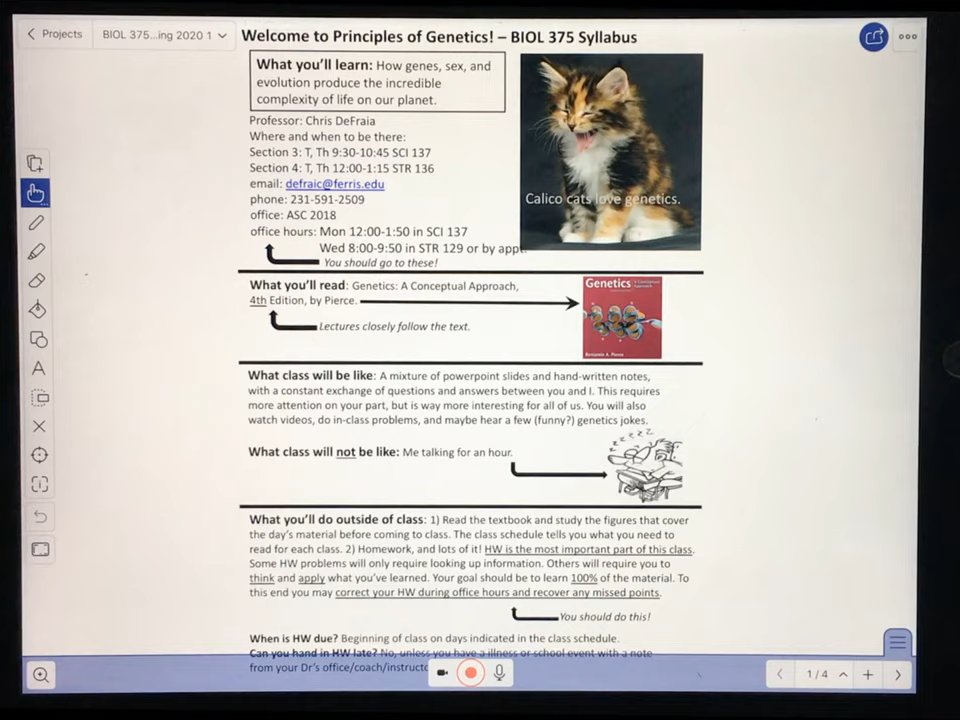 Projects
BIOL 375...ing 2020 1
Welcome to Principles of Genetics! – BIOL 375 Syllabus
What you'll learn: How genes, sex, and
evolution produce the incredible
complexity of life on our planet.
Professor: Chris DeFraia
Where and when to be there:
Section 3: T, Th 9:30-10:45 SCI 137
Section 4: T, Th 12:00-1:15 STR 136
email: defraic@ferris.edu
phone: 231-591-2509
office: ASC 2018
office hours: Mon 12:00-1:50 in SCI 137
Wed 8:00-9:50 in STR 129 or by appt.
You should go to these!
Calico cats love genetics.
What you'll read: Genetics: A Conceptual Approach,
4th Edition, by Pierce.
Lectures closely follow the text.
Genetics A Conceptual Approach
Benjamin A. Pierce
What class will be like: A mixture of powerpoint slides and hand-written notes,
with a constant exchange of questions and answers between you and I. This requires
more attention on your part, but is way more interesting for all of us. You will also
watch videos, do in-class problems, and maybe hear a few (funny?) genetics jokes.
What class will not be like: Me talking for an hour.
z z z z z
What you'll do outside of class: 1) Read the textbook and study the figures that cover
the day's material before coming to class. The class schedule tells you what you need to
read for each class. 2) Homework, and lots of it! HW is the most important part of this class.
Some HW problems will only require looking up information. Others will require you to
think and apply what you've learned. Your goal should be to learn 100% of the material. To
this end you may correct your HW during office hours and recover any missed points.
You should do this!
When is HW due? Beginning of class on days indicated in the class schedule.
Can you hand in HW late? No, unless you have a illness or school event with a note
from your Dr's office/coach/instructo
1/4